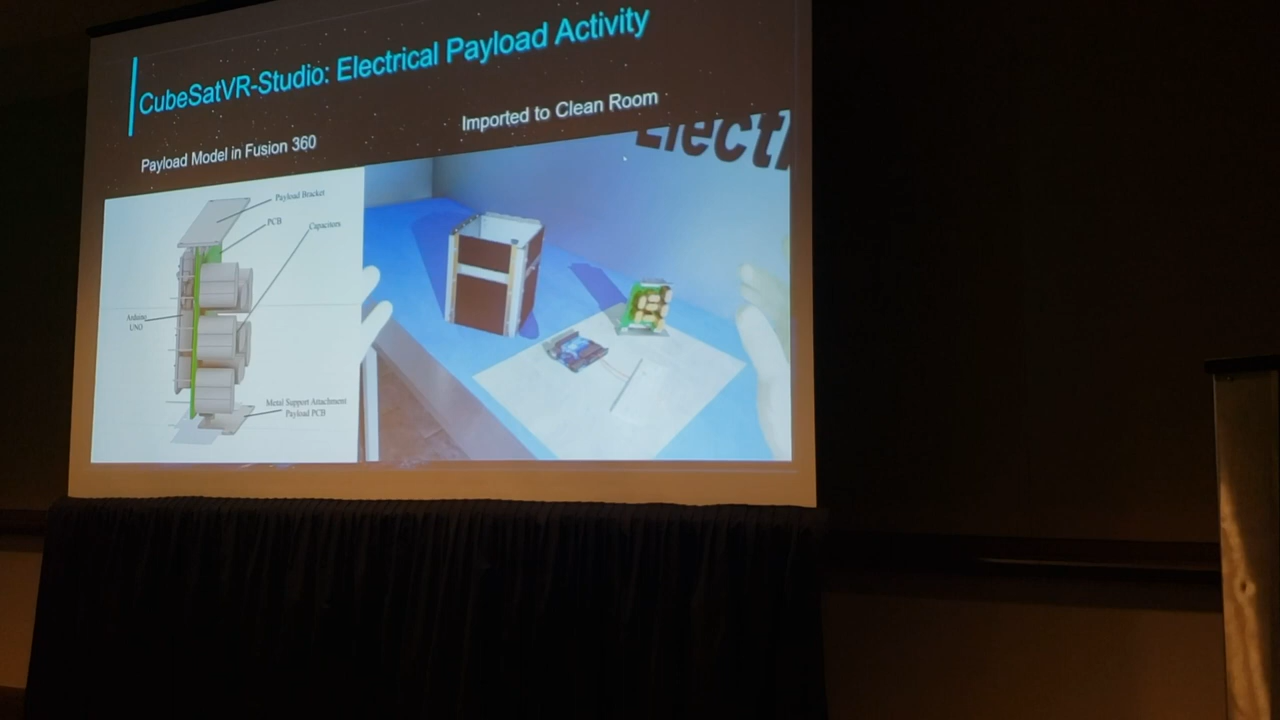 CubeSatVR-Studio: Electrical Payload Activity
Payload Model in Fusion 360
Imported to Clean Room
Electr
Payload Bracket
PCB
Capacitors
Arduino
UNO
Metal Support Attachment
Payload PCB